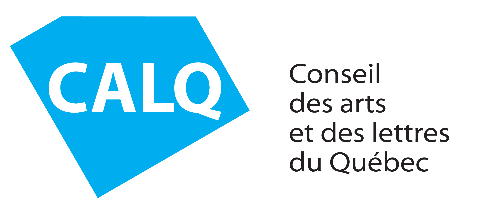 CALQ
Conseil
des arts
et des lettres
du Québec